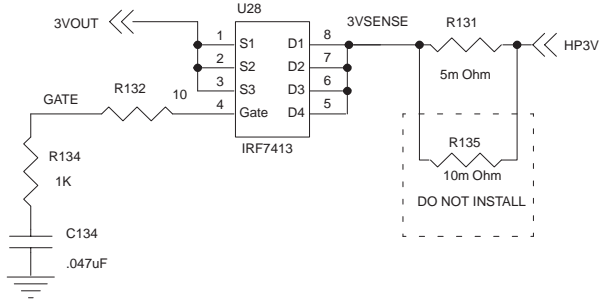 U28
3VOUT
1 S1 D1 8
2 S2 D2 7
3 S3 D3 6
4 Gate D4 5
IRF7413
3VSENSE
R131
5m Ohm
HP3V
R132
10
GATE
R134
1K
C134
.047uF
R135
10m Ohm
DO NOT INSTALL